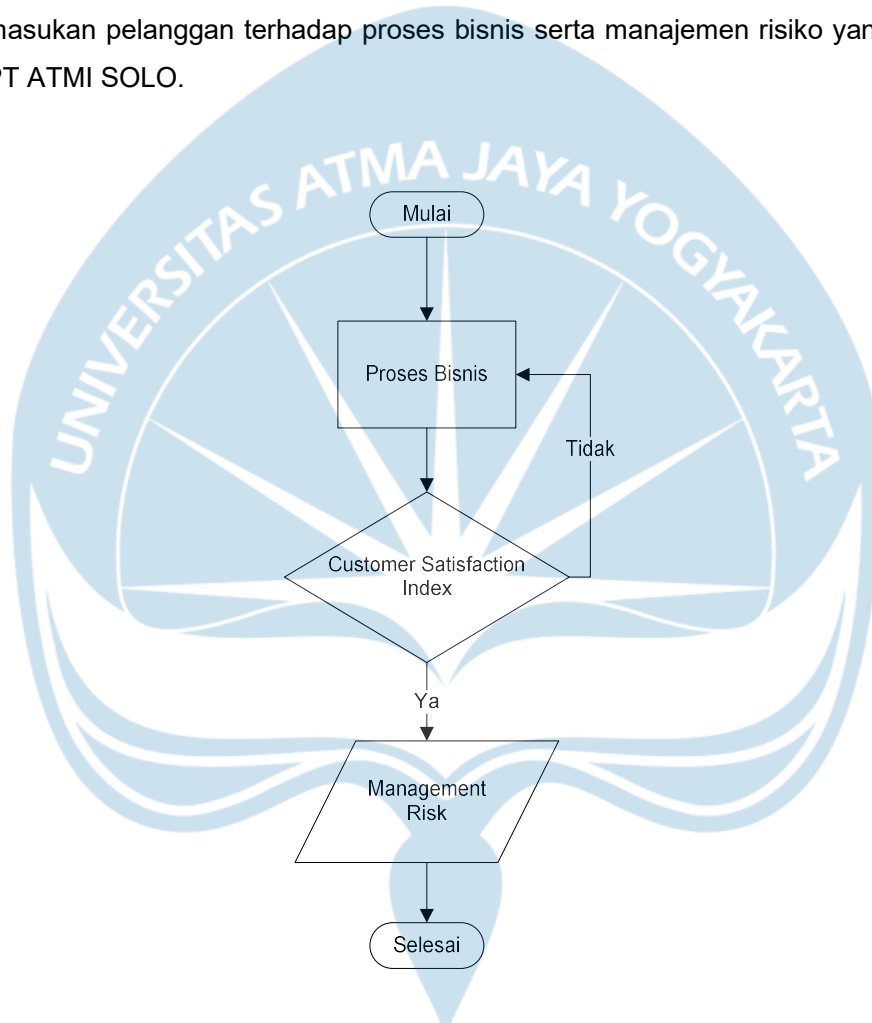 masukan pelanggan terhadap proses bisnis serta manajemen risiko
PT ATMI SOLO.
UNIVERSITAS ATMA JAYA YOGYAKARTA
Mulai
Proses Bisnis
Tidak
Customer Satisfaction
Index
Ya
Management
Risk
Selesai